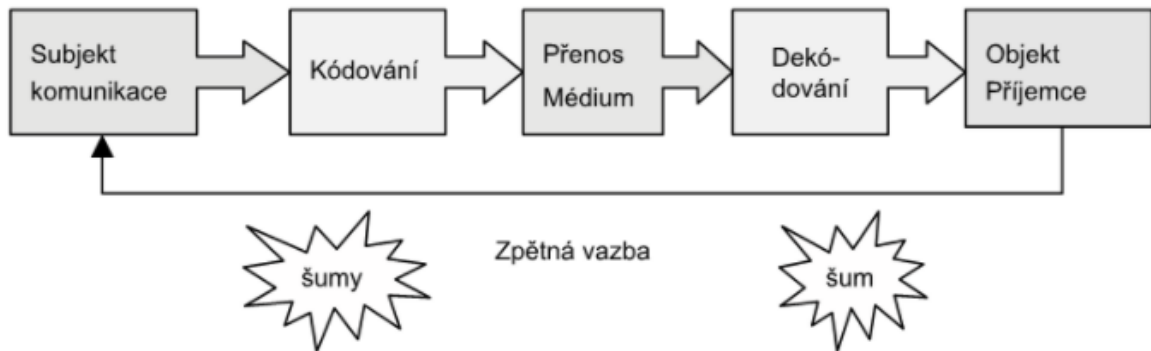 Subjekt
komunikace
Kódování
Přenos
Médium
Dekó-
dování
Objekt
Příjemce
Zpětná vazba
šumy
šum